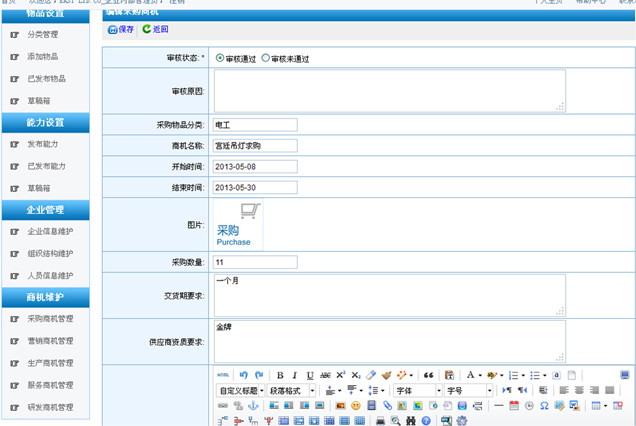 物品设置
分类管理
添加物品
已发布物品
草稿箱
能力设置
发布能力
已发布能力
草稿箱
企业管理
企业信息维护
组织结构维护
人员信息维护
商机维护
采购商机管理
营销商机管理
生产商机管理
服务商机管理
研发商机管理
编辑采购商机
保存 返回
审核状态: * 审核通过 审核未通过
审核原因:
采购物品分类: 电工
商机名称: 宫廷吊灯求购
开始时间: 2013-05-08
结束时间: 2013-05-30
图片: 采购
Purchase
采购数量: 11
交货期要求: 一个月
供应商资质要求: 金牌
HTML B I U ABC X² X₂
自定义标题 段落格式 字体 字号